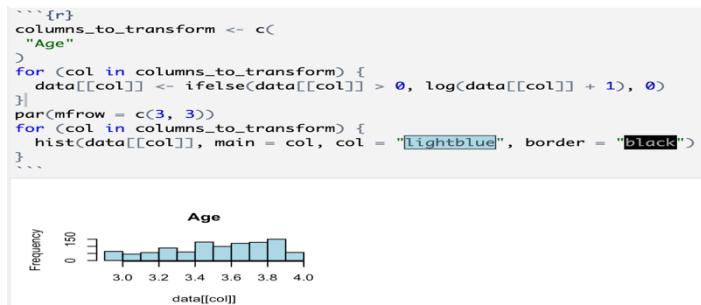 ```{r}
columns_to_transform <- c(
"Age"
)
for (col in columns_to_transform) {
data[[col]] <- ifelse(data[[col]] > 0, log(data[[col]] + 1), 0)
}
par(mfrow = c(3, 3))
for (col in columns_to_transform) {
hist(data[[col]], main = col, col = "lightblue", border = "black")
}
```
Age
Frequency
150
0
3.0 3.2 3.4 3.6 3.8 4.0
data[[col]]